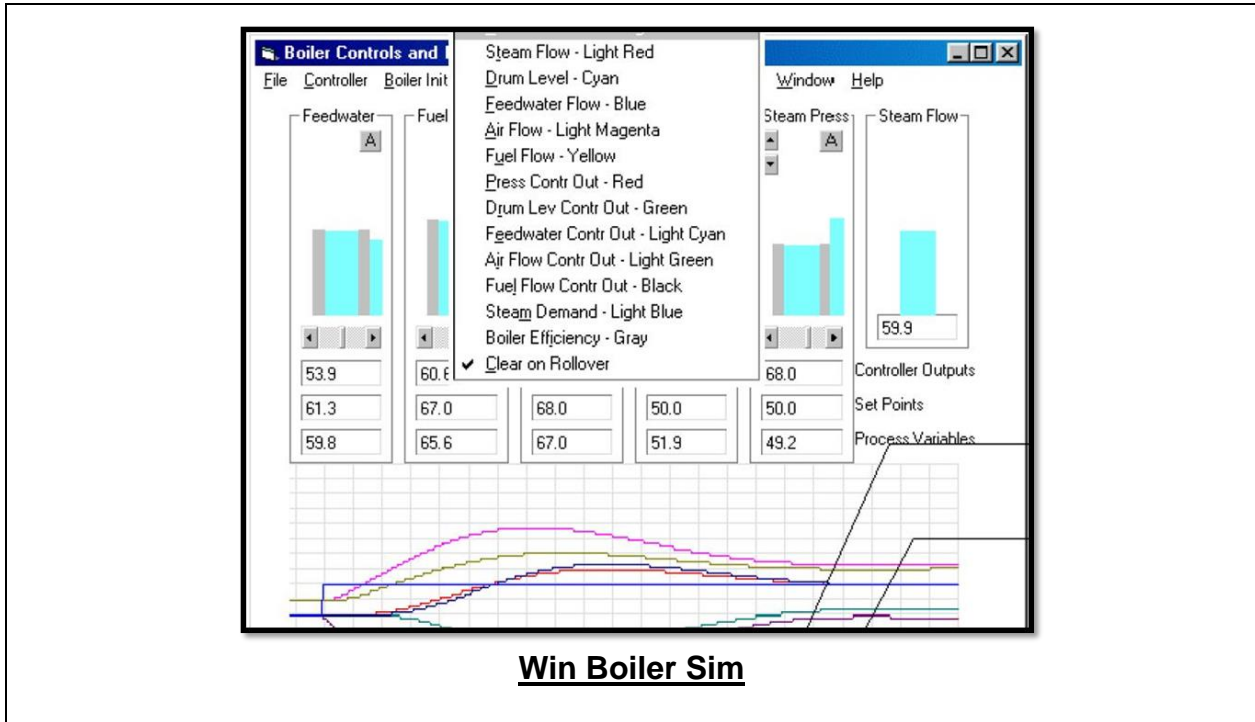 Boiler Controls and
File Controller Boiler Init Window Help
Steam Flow - Light Red
Drum Level - Cyan
Feedwater Flow - Blue
Air Flow - Light Magenta
Fuel Flow - Yellow
Press Contr Out - Red
Drum Lev Contr Out - Green
Feedwater Contr Out - Light Cyan
Air Flow Contr Out - Light Green
Fuel Flow Contr Out - Black
Steam Demand - Light Blue
Boiler Efficiency - Gray
✔ Clear on Rollover
Feedwater Fuel Steam Press Steam Flow
A A
59.9
53.9 60.6 68.0 Controller Outputs
61.3 67.0 68.0 50.0 50.0 Set Points
59.8 65.6 67.0 51.9 49.2 Process Variables
Win Boiler Sim